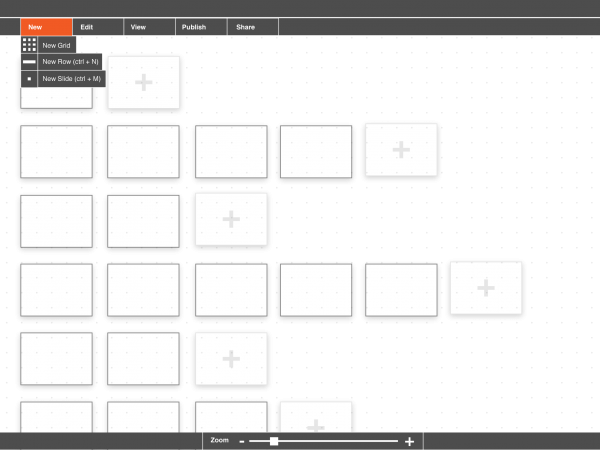 New Edit View Publish Share
New Grid
New Row (ctrl + N)
New Slide (ctrl + M)
Zoom - +